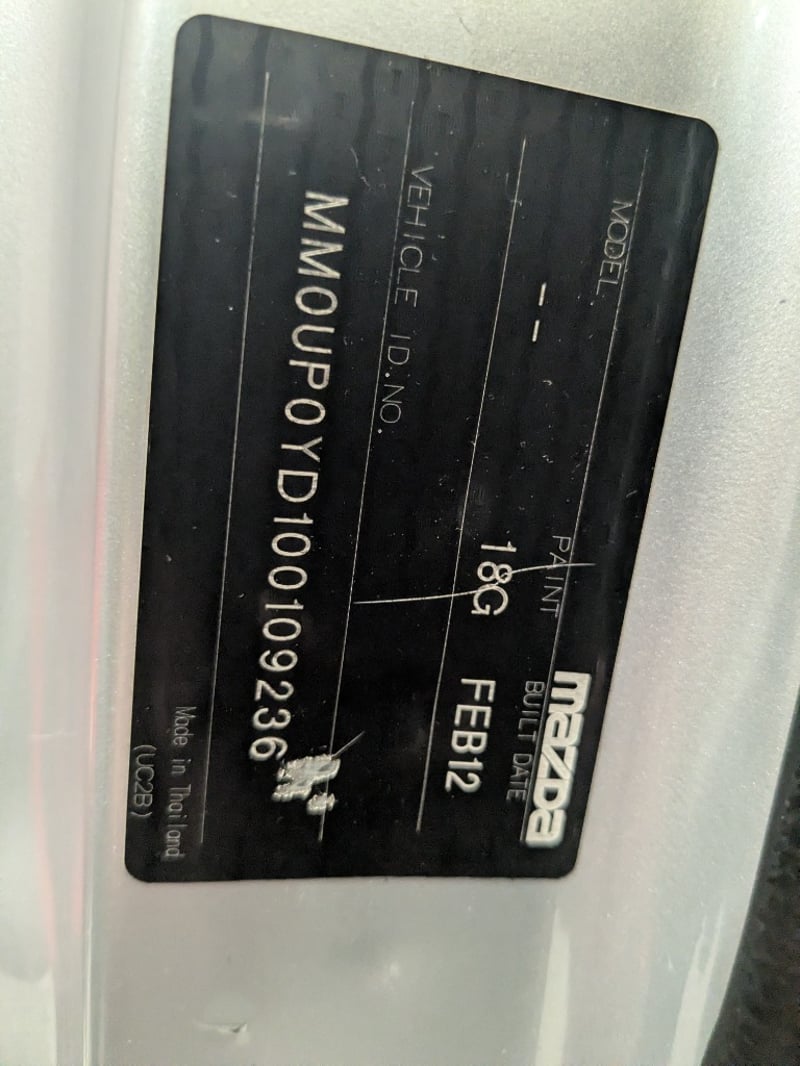 mazda
MODEL PAINT BUILT DATE
-- 18G FEB12
VEHICLE ID.NO.
MM0UP0YD100109236
Made in Thailand
(UC2B)